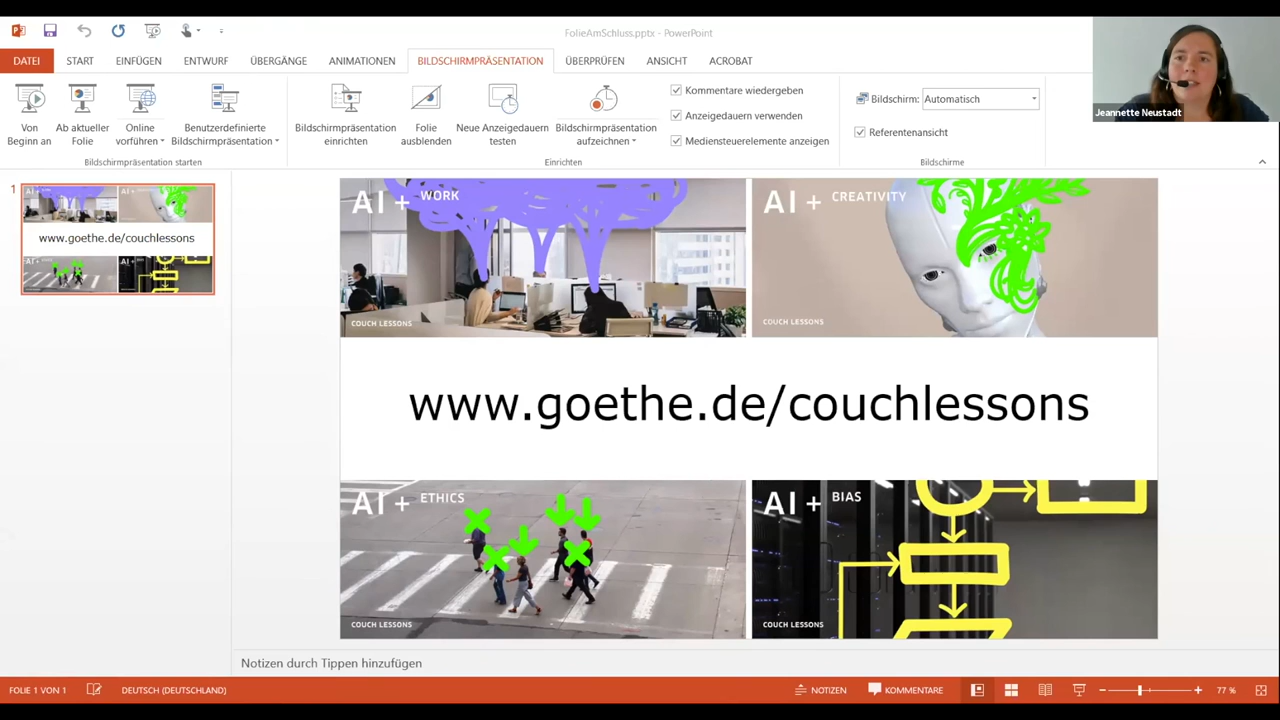 FolieAmSchluss.pptx - PowerPoint
DATEI START EINFÜGEN ENTWURF ÜBERGÄNGE ANIMATIONEN BILDSCHIRMPRÄSENTATION ÜBERPRÜFEN ANSICHT ACROBAT
Von Beginn an
Ab aktueller Folie
Online vorführen
Benutzerdefinierte Bildschirmpräsentation
Bildschirmpräsentation starten
Bildschirmpräsentation einrichten
Folie ausblenden
Neue Anzeigedauern testen
Bildschirmpräsentation aufzeichnen
Kommentare wiedergeben
Anzeigedauern verwenden
Mediensteuerelemente anzeigen
Einrichten
Bildschirm: Automatisch
Referentenansicht
Bildschirme
Jeannette Neustadt
1
AI +
AI +
www.goethe.de/couchlessons
AI + WORK
COUCH LESSONS
AI + CREATIVITY
COUCH LESSONS
www.goethe.de/couchlessons
AI + ETHICS
COUCH LESSONS
AI + BIAS
COUCH LESSONS
Notizen durch Tippen hinzufügen
FOLIE 1 VON 1 DEUTSCH (DEUTSCHLAND) NOTIZEN KOMMENTARE 77 %